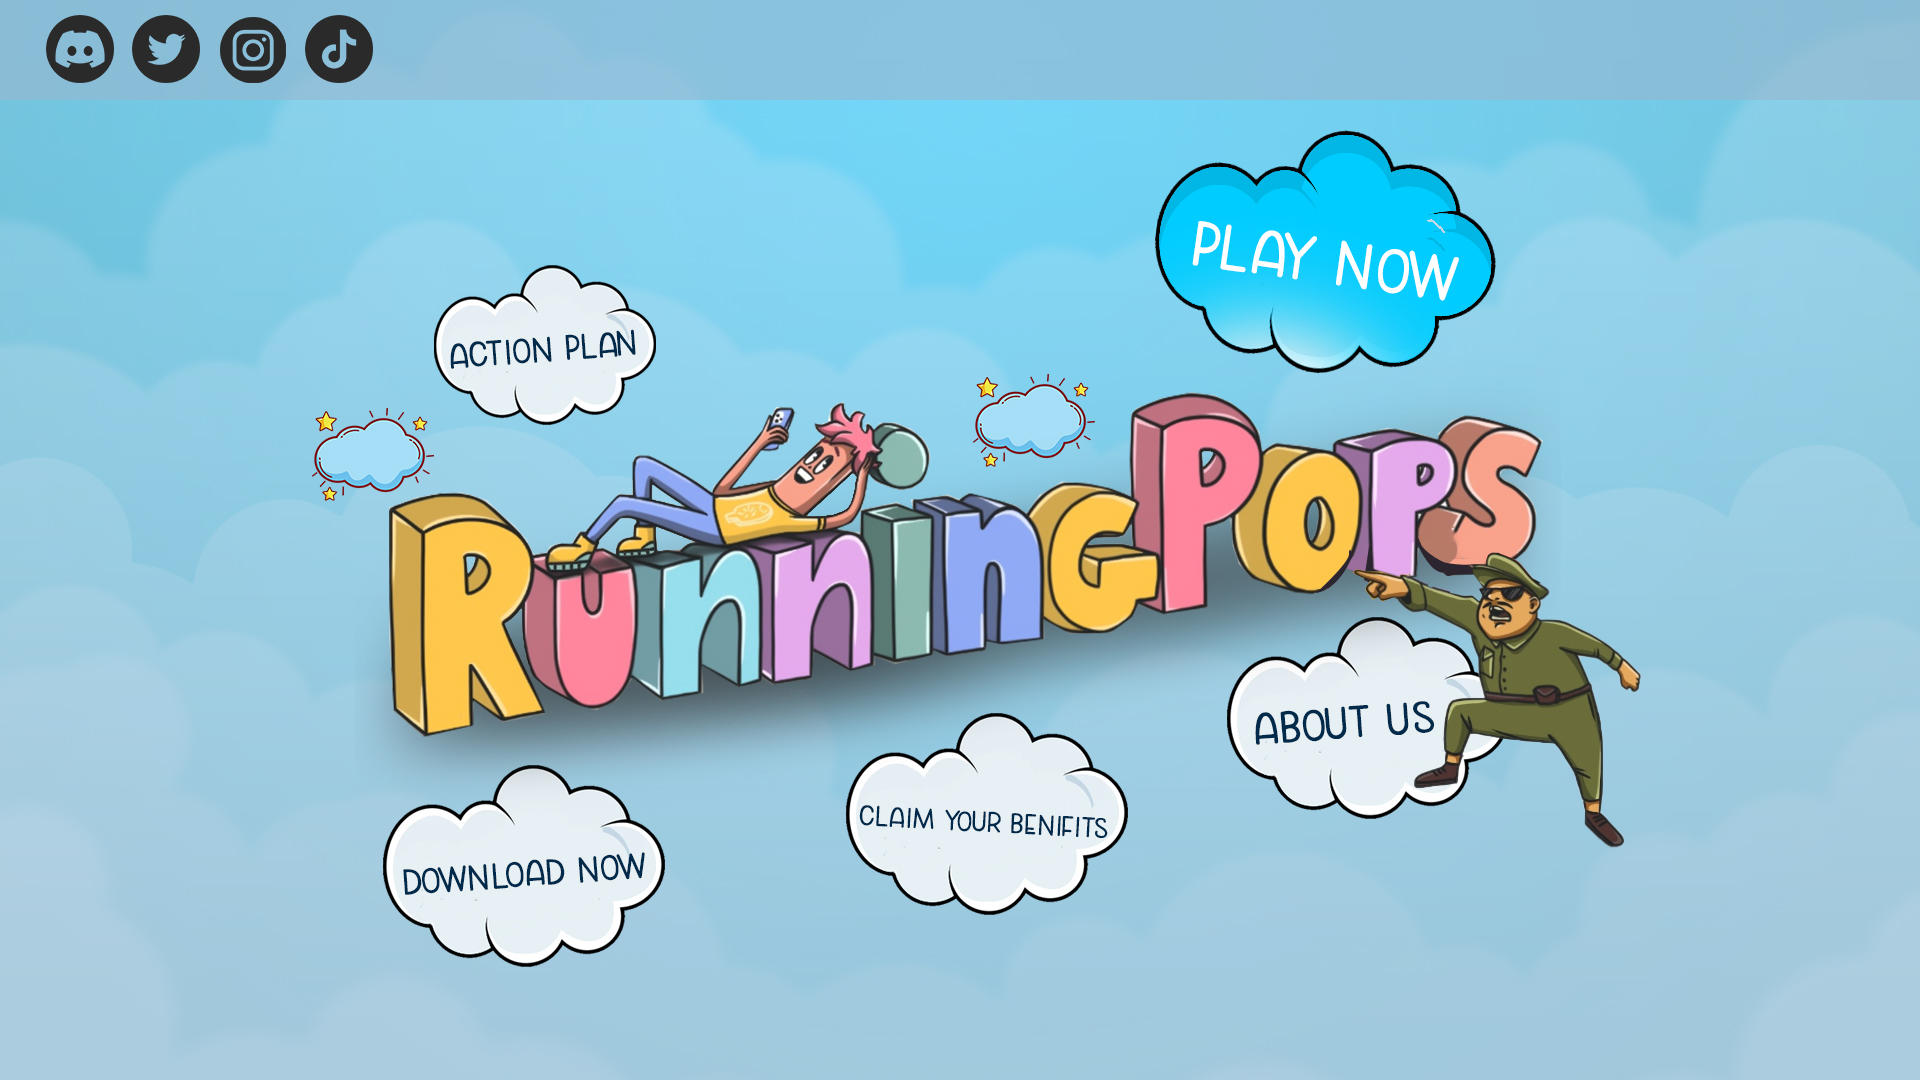 PLAY NOW
ACTION PLAN
RunninGPOPS
ABOUT US
CLAIM YOUR BENIFITS
DOWNLOAD NOW